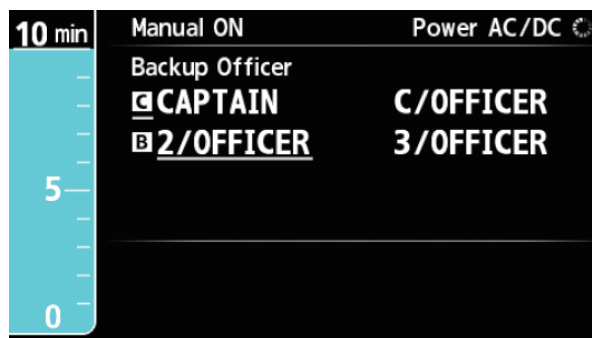 10 min
Manual ON Power AC/DC
Backup Officer
C CAPTAIN C/OFFICER
B 2/OFFICER 3/OFFICER
5
0